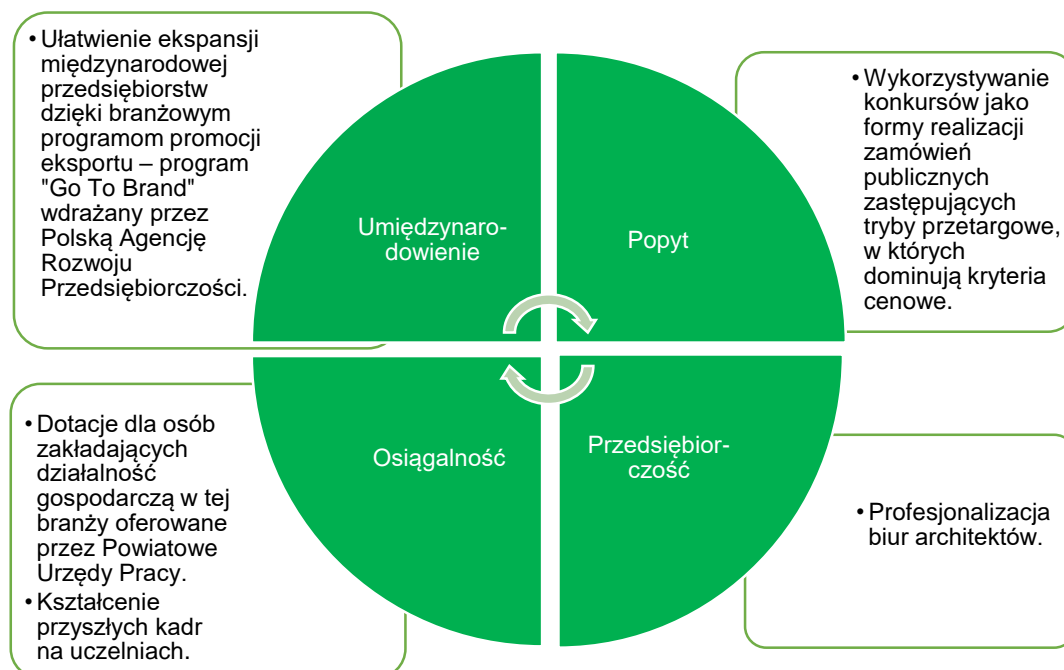 • Ułatwienie ekspansji
międzynarodowej
przedsiębiorstw
dzięki branżowym
programom promocji
eksportu – program
"Go To Brand"
wdrażany przez
Polską Agencję
Rozwoju
Przedsiębiorczości.
Umiędzynaro-
dowienie
Popyt
• Wykorzystywanie
konkursów jako
formy realizacji
zamówień
publicznych
zastępujących
tryby przetargowe,
w których
dominują kryteria
cenowe.
• Dotacje dla osób
zakładających
działalność
gospodarczą w tej
branży oferowane
przez Powiatowe
Urzędy Pracy.
• Kształcenie
przyszłych kadr
na uczelniach.
Osiągalność
Przedsiębior-
czość
• Profesjonalizacja
biur architektów.